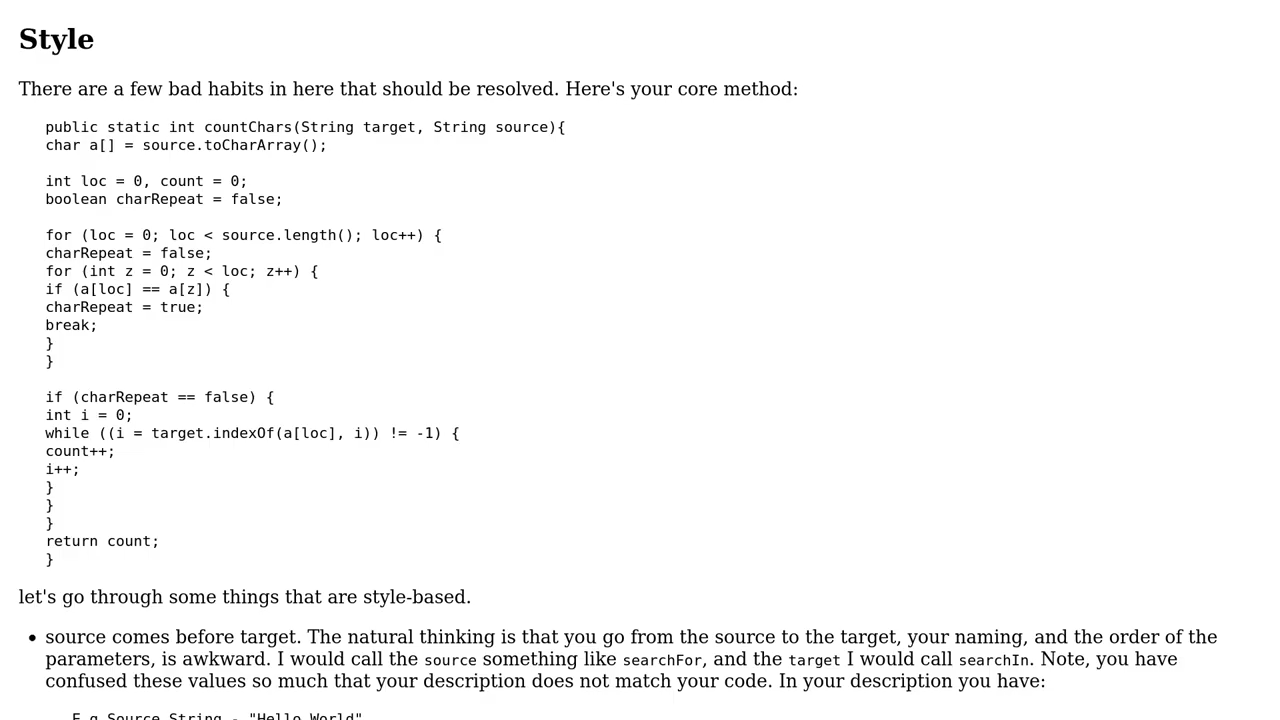 Style
There are a few bad habits in here that should be resolved. Here's your core method:
public static int countChars(String target, String source){
char a[] = source.toCharArray();
int loc = 0, count = 0;
boolean charRepeat = false;
for (loc = 0; loc < source.length(); loc++) {
charRepeat = false;
for (int z = 0; z < loc; z++) {
if (a[loc] == a[z]) {
charRepeat = true;
break;
}
}
if (charRepeat == false) {
int i = 0;
while ((i = target.indexOf(a[loc], i)) != -1) {
count++;
i++;
}
}
}
return count;
}
let's go through some things that are style-based.
• source comes before target. The natural thinking is that you go from the source to the target, your naming, and the order of the
parameters, is awkward. I would call the source something like searchFor, and the target I would call searchIn. Note, you have
confused these values so much that your description does not match your code. In your description you have:
E.g Source String - "Hello World"